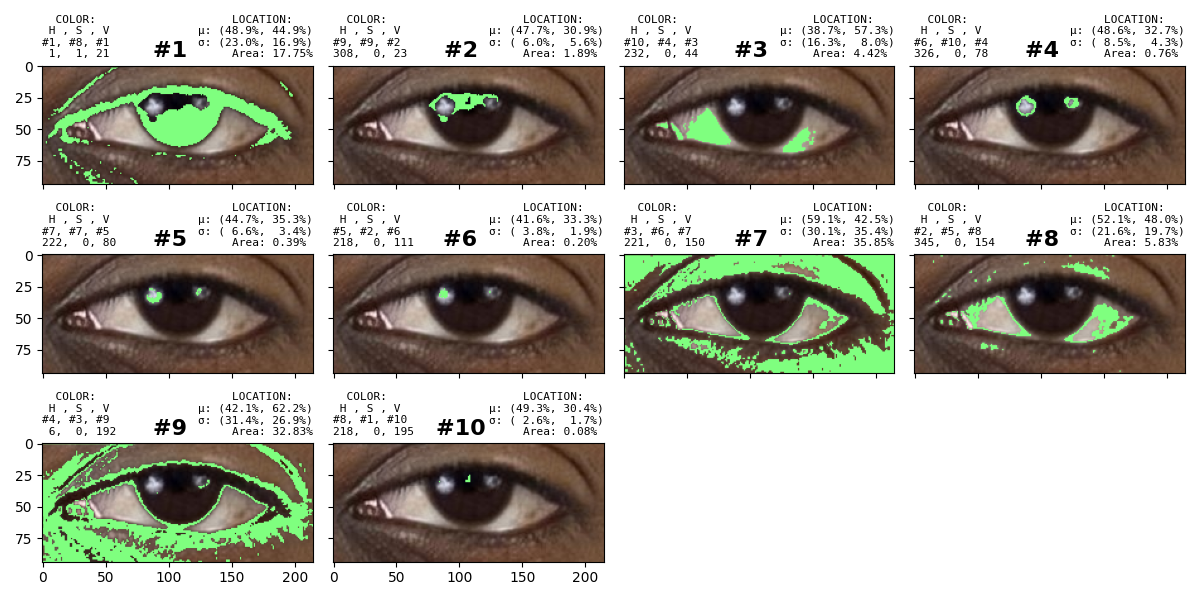 COLOR: LOCATION:
H , S , V μ: (48.9%, 44.9%)
#1, #8, #1 σ: (23.0%, 16.9%)
1, 1, 21 #1 Area: 17.75%
COLOR: LOCATION:
H , S , V μ: (47.7%, 30.9%)
#9, #9, #2 σ: ( 6.0%, 5.6%)
308, 0, 23 #2 Area: 1.89%
COLOR: LOCATION:
H , S , V μ: (38.7%, 57.3%)
#10, #4, #3 σ: (16.3%, 8.0%)
232, 0, 44 #3 Area: 4.42%
COLOR: LOCATION:
H , S , V μ: (48.6%, 32.7%)
#6, #10, #4 σ: ( 8.5%, 4.3%)
326, 0, 78 #4 Area: 0.76%
0
25
50
75
COLOR: LOCATION:
H , S , V μ: (44.7%, 35.3%)
#7, #7, #5 σ: ( 6.6%, 3.4%)
222, 0, 80 #5 Area: 0.39%
COLOR: LOCATION:
H , S , V μ: (41.6%, 33.3%)
#5, #2, #6 σ: ( 3.8%, 1.9%)
218, 0, 111 #6 Area: 0.20%
COLOR: LOCATION:
H , S , V μ: (59.1%, 42.5%)
#3, #6, #7 σ: (30.1%, 35.4%)
221, 0, 150 #7 Area: 35.85%
COLOR: LOCATION:
H , S , V μ: (52.1%, 48.0%)
#2, #5, #8 σ: (21.6%, 19.7%)
345, 0, 154 #8 Area: 5.83%
0
25
50
75
COLOR: LOCATION:
H , S , V μ: (42.1%, 62.2%)
#4, #3, #9 σ: (31.4%, 26.9%)
6, 0, 192 #9 Area: 32.83%
COLOR: LOCATION:
H , S , V μ: (49.3%, 30.4%)
#8, #1, #10 σ: ( 2.6%, 1.7%)
218, 0, 195 #10 Area: 0.08%
0
25
50
75
0 50 100 150 200
0 50 100 150 200